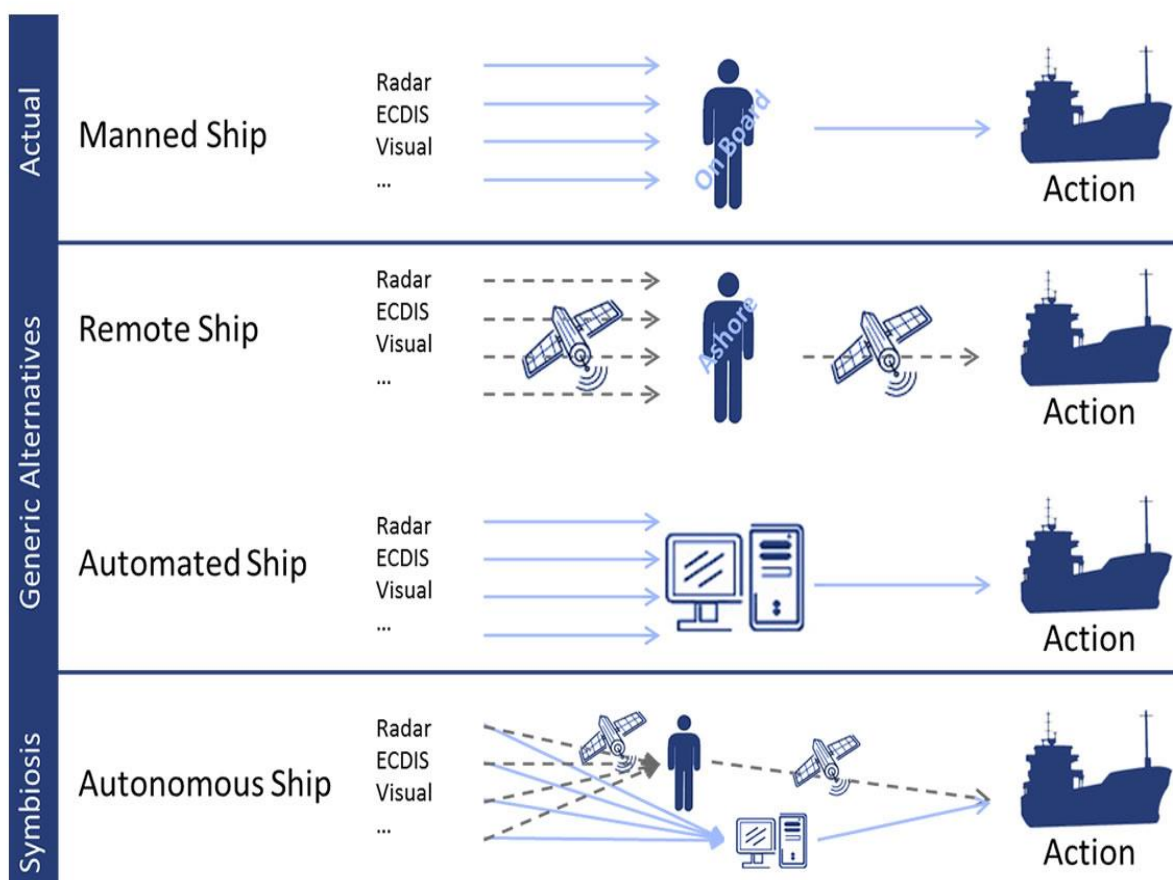 Actual
Manned Ship
Radar
ECDIS
Visual
...
On Board
Action
Generic Alternatives
Remote Ship
Radar
ECDIS
Visual
...
Ashore
Action
Automated Ship
Radar
ECDIS
Visual
...
Action
Symbiosis
Autonomous Ship
Radar
ECDIS
Visual
...
Action